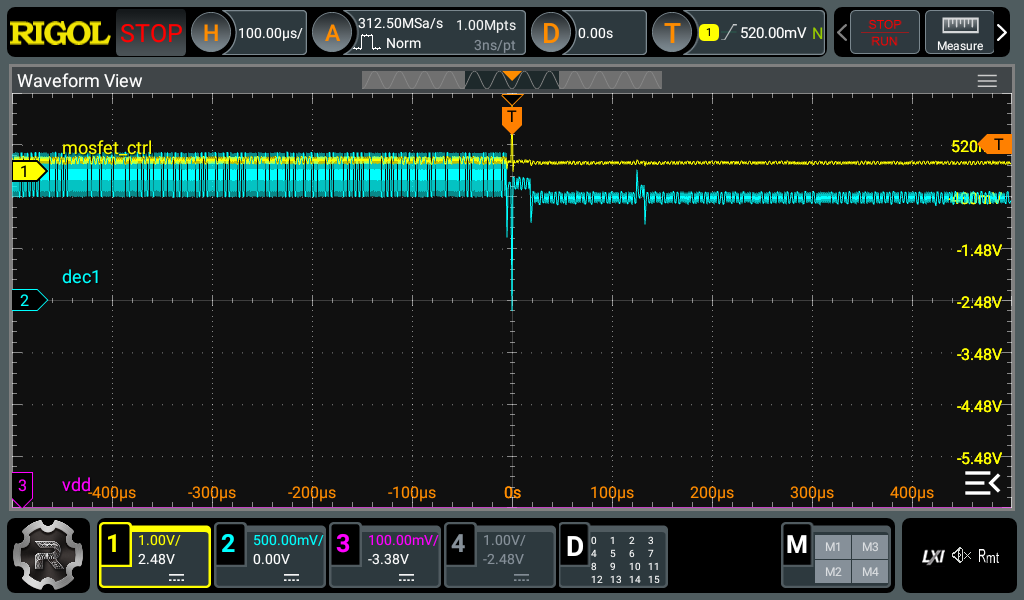 RIGOL STOP H 100.00µs/ A 312.50MSa/s 1.00Mpts D 0.00s T 1 520.00mV N STOP Measure
Norm 3ns/pt RUN
Waveform View
T
mosfet_ctrl 520m T
1
-480mV
-1.48V
dec1
2 -2.48V
-3.48V
-4.48V
-5.48V
3 vdd -400µs -300µs -200µs -100µs 0s 100µs 200µs 300µs 400µs
1 1.00V/ 2 500.00mV/ 3 100.00mV/ 4 1.00V/ D 0 1 2 3 M M1 M3
2.48V 0.00V -3.38V -2.48V 4 5 6 7 LXI Rmt
8 9 10 11 M2 M4
12 13 14 15
R